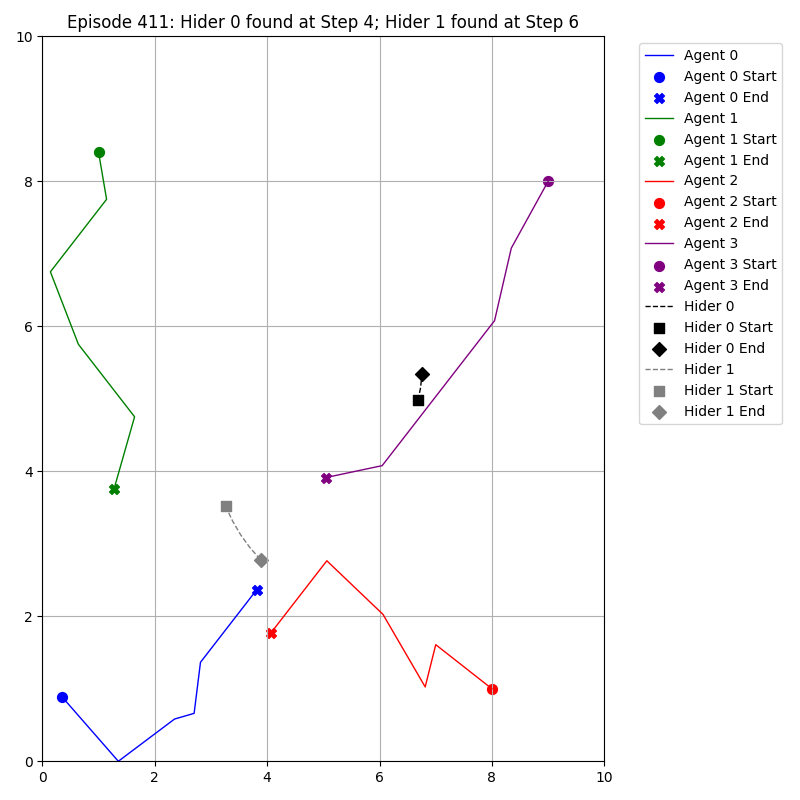 Episode 411: Hider 0 found at Step 4; Hider 1 found at Step 6
10
8
6
4
2
0
0
2
4
6
8
10
Agent 0
Agent 0 Start
Agent 0 End
Agent 1
Agent 1 Start
Agent 1 End
Agent 2
Agent 2 Start
Agent 2 End
Agent 3
Agent 3 Start
Agent 3 End
Hider 0
Hider 0 Start
Hider 0 End
Hider 1
Hider 1 Start
Hider 1 End